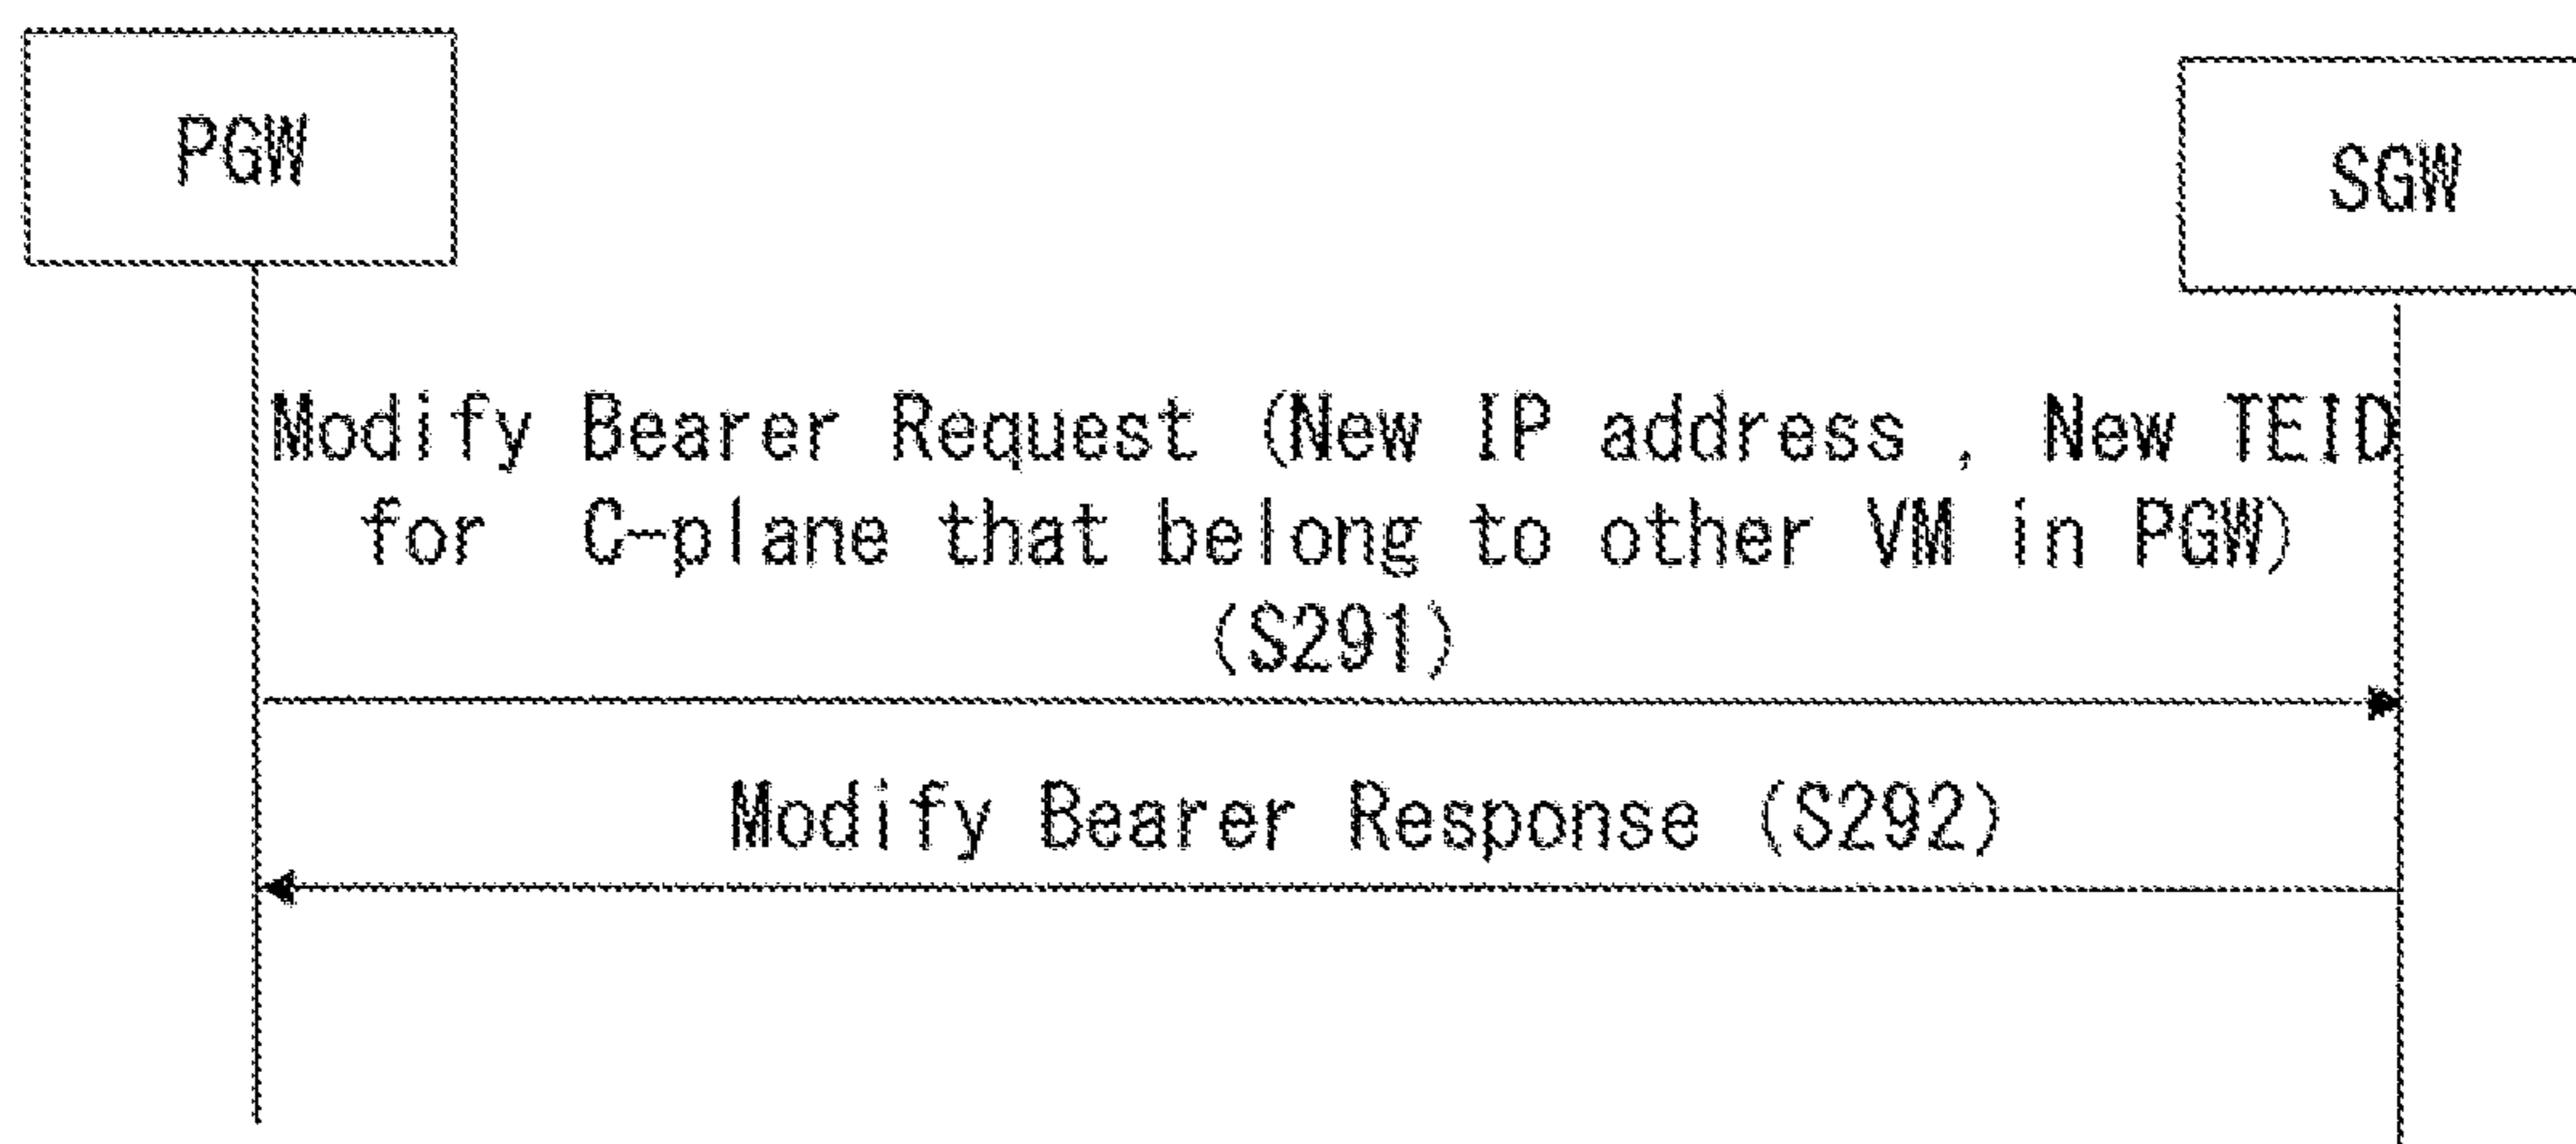 PGW
SGW
Modify Bearer Request (New IP address , New TEID
for C-plane that belong to other VM in PGW)
(S291)
Modify Bearer Response (S292)